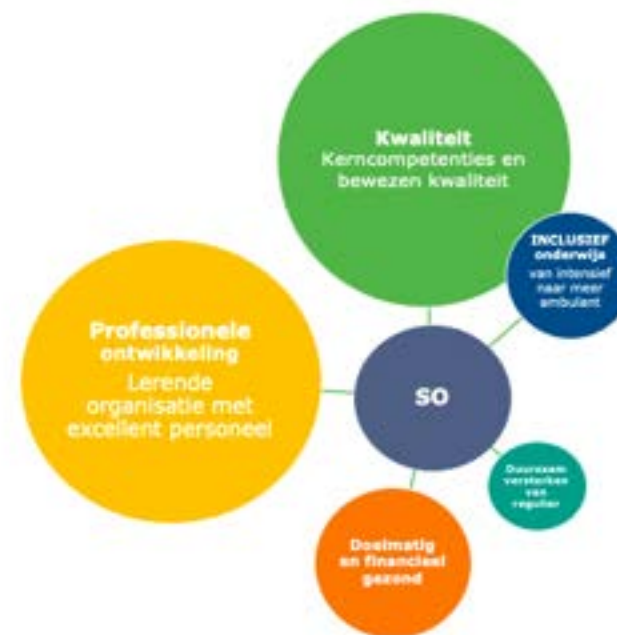 Kwaliteit
Kerncompetenties en
bewezen kwaliteit
INCLUSIEF
onderwijs
van intensief
naar meer
ambulant
Professionele
ontwikkeling
Lerende
organisatie met
excellent personeel
SO
Duurzaam
versterken
van
regulier
Doelmatig
en financieel
gezond